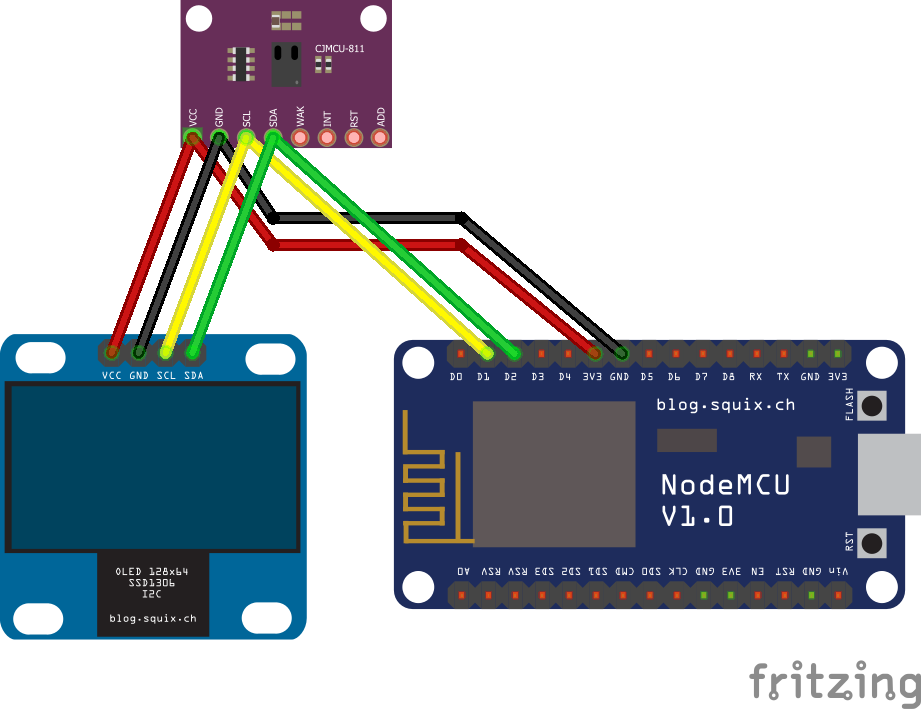 CJMCU-811
VCC GND SCL SDA WAK INT RST ADD
VCC GND SCL SDA
OLED 128x64
SSD1306
I2C
blog.squix.ch
D0 D1 D2 D3 D4 3V3 GND D5 D6 D7 D8 RX TX GND 3V3
blog.squix.ch
FLASH
NodeMCU
V1.0
RST
A0 RSV RSV SD3 SD2 SD1 CMD SD0 CLK GND 3V3 EN RST GND Vin
fritzing